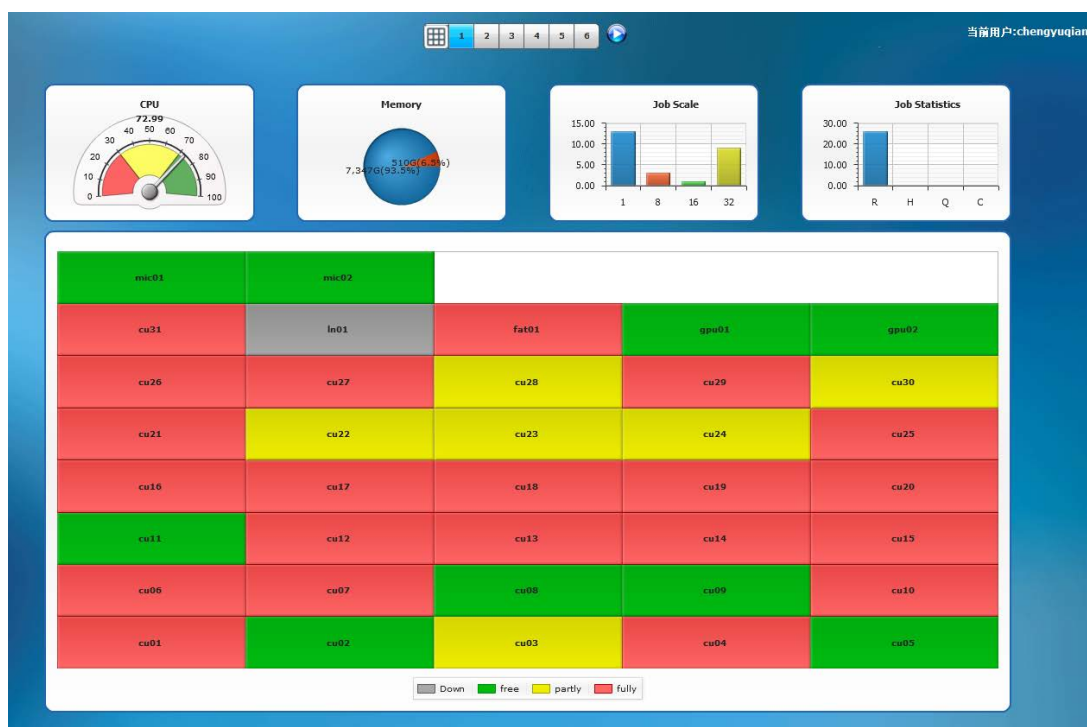 1 2 3 4 5 6
当前用户:chengyuqian
CPU
72.99
0 10 20 30 40 50 60 70 80 90 100
Memory
510G(6.5%)
7,347G(93.5%)
Job Scale
15.00
10.00
5.00
0.00
1 8 16 32
Job Statistics
30.00
20.00
10.00
0.00
R H Q C
mic01 mic02
cu31 ln01 fat01 gpu01 gpu02
cu26 cu27 cu28 cu29 cu30
cu21 cu22 cu23 cu24 cu25
cu16 cu17 cu18 cu19 cu20
cu11 cu12 cu13 cu14 cu15
cu06 cu07 cu08 cu09 cu10
cu01 cu02 cu03 cu04 cu05
Down free partly fully